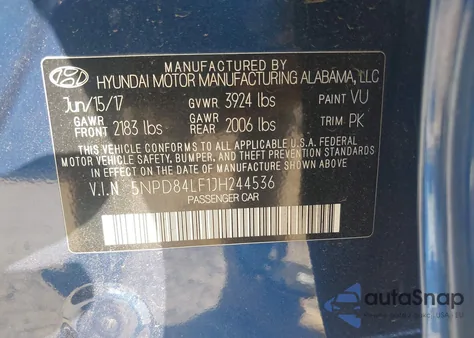 MANUFACTURED BY
HYUNDAI MOTOR MANUFACTURING ALABAMA, LLC
Jun/15/17 GVWR 3924 lbs PAINT VU
GAWR FRONT 2183 lbs GAWR REAR 2006 lbs TRIM PK
THIS VEHICLE CONFORMS TO ALL APPLICABLE U.S. FEDERAL
MOTOR VEHICLE SAFETY, BUMPER, AND THEFT PREVENTION
STANDARDS IN EFFECT ON THE DATE OF MANUFACTURE SHOWN ABOVE.
V.I.N 5NPD84LF1JH244536
PASSENGER CAR
autoSnap